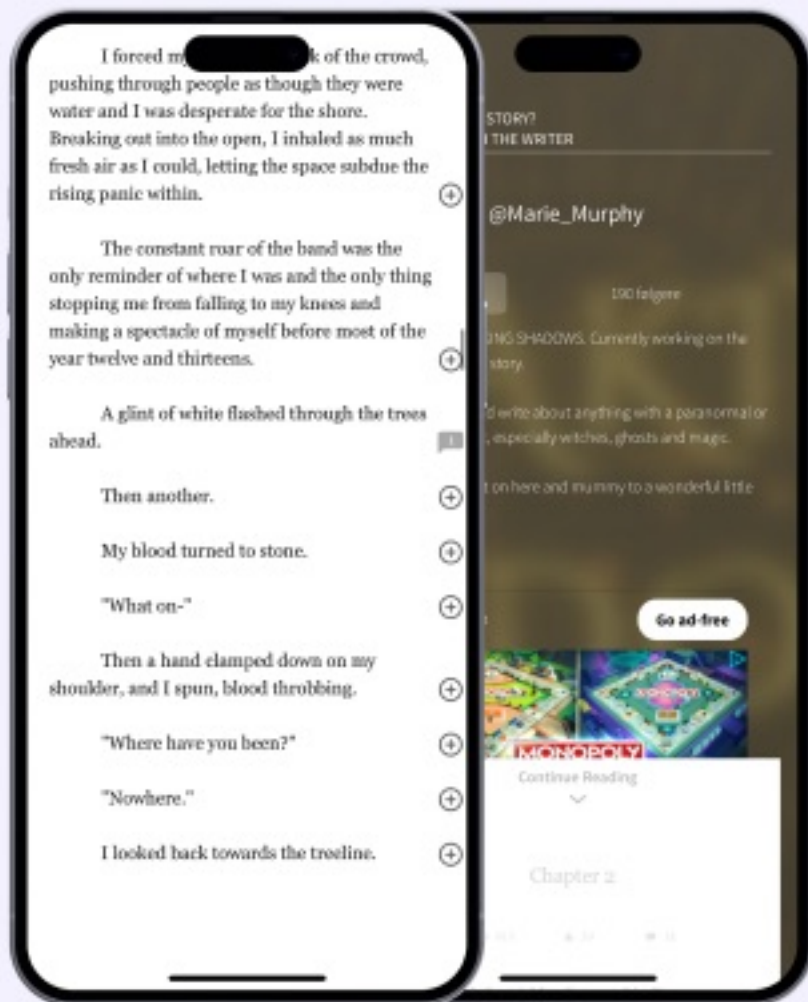 I forced my k of the crowd,
pushing through people as though they were
water and I was desperate for the shore.
Breaking out into the open, I inhaled as much
fresh air as I could, letting the space subdue the
rising panic within.
The constant roar of the band was the
only reminder of where I was and the only thing
stopping me from falling to my knees and
making a spectacle of myself before most of the
year twelve and thirteens.
A glint of white flashed through the trees
ahead.
1
Then another.
My blood turned to stone.
"What on-"
Then a hand clamped down on my
shoulder, and I spun, blood throbbing.
"Where have you been?"
"Nowhere."
I looked back towards the treeline.
STORY?
THE WRITER
@Marie_Murphy
190 følgere
NG SHADOWS. Currently working on the
story.
d write about anything with a paranormal or
, especially witches, ghosts and magic.
t on here and mummy to a wonderful little
Go ad-free
MONOPOLY
MONOPOLY
Continue Reading
Chapter 2